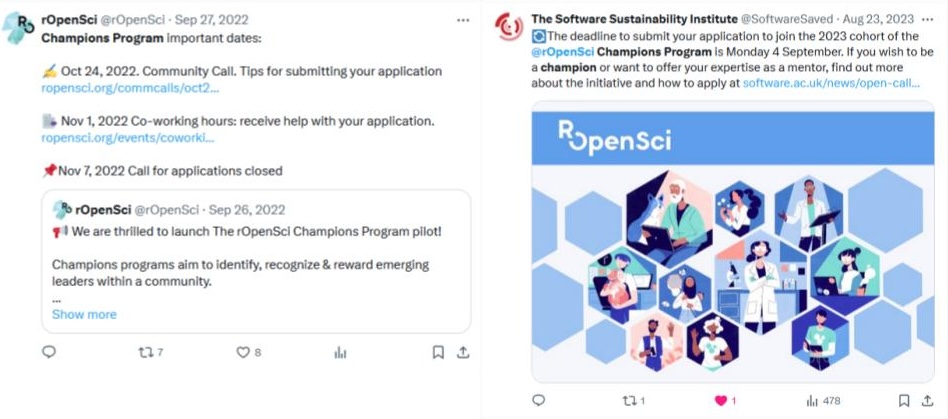 rOpenSci @rOpenSci · Sep 27, 2022
Champions Program important dates:
✍️ Oct 24, 2022. Community Call. Tips for submitting your application
ropensci.org/commcalls/oct2...
Nov 1, 2022 Co-working hours: receive help with your application.
ropensci.org/events/coworki...
📌Nov 7, 2022 Call for applications closed
rOpenSci @rOpenSci · Sep 26, 2022
📢 We are thrilled to launch The rOpenSci Champions Program pilot!
Champions programs aim to identify, recognize & reward emerging
leaders within a community.
...
Show more
7
8
The Software Sustainability Institute @SoftwareSaved · Aug 23, 2023
The deadline to submit your application to join the 2023 cohort of the
@rOpenSci Champions Program is Monday 4 September. If you wish to be
a champion or want to offer your expertise as a mentor, find out more
about the initiative and how to apply at software.ac.uk/news/open-call...
ROpenSci
1
1
478